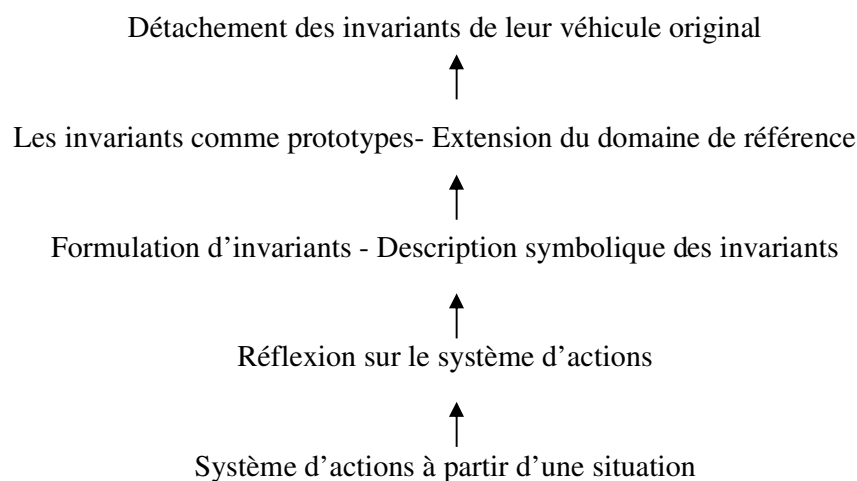 Détachement des invariants de leur véhicule original
Les invariants comme prototypes- Extension du domaine de référence
Formulation d'invariants - Description symbolique des invariants
Réflexion sur le système d'actions
Système d'actions à partir d'une situation